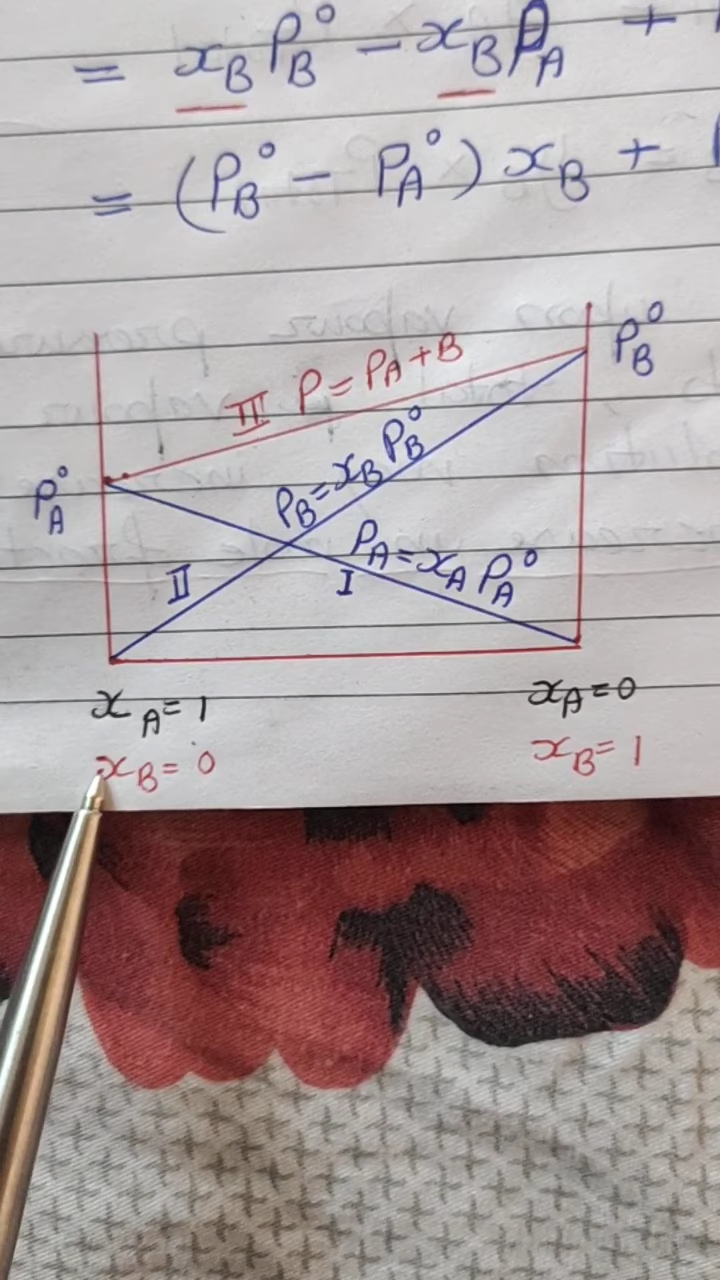 = x_B P_B° - x_B P_A +
= (P_B° - P_A°) x_B +
P_B°
III P = P_A + B
P_B = x_B P_B°
P_A°
P_A = x_A P_A°
II
I
x_A = 1
x_A = 0
x_B = 0
x_B = 1